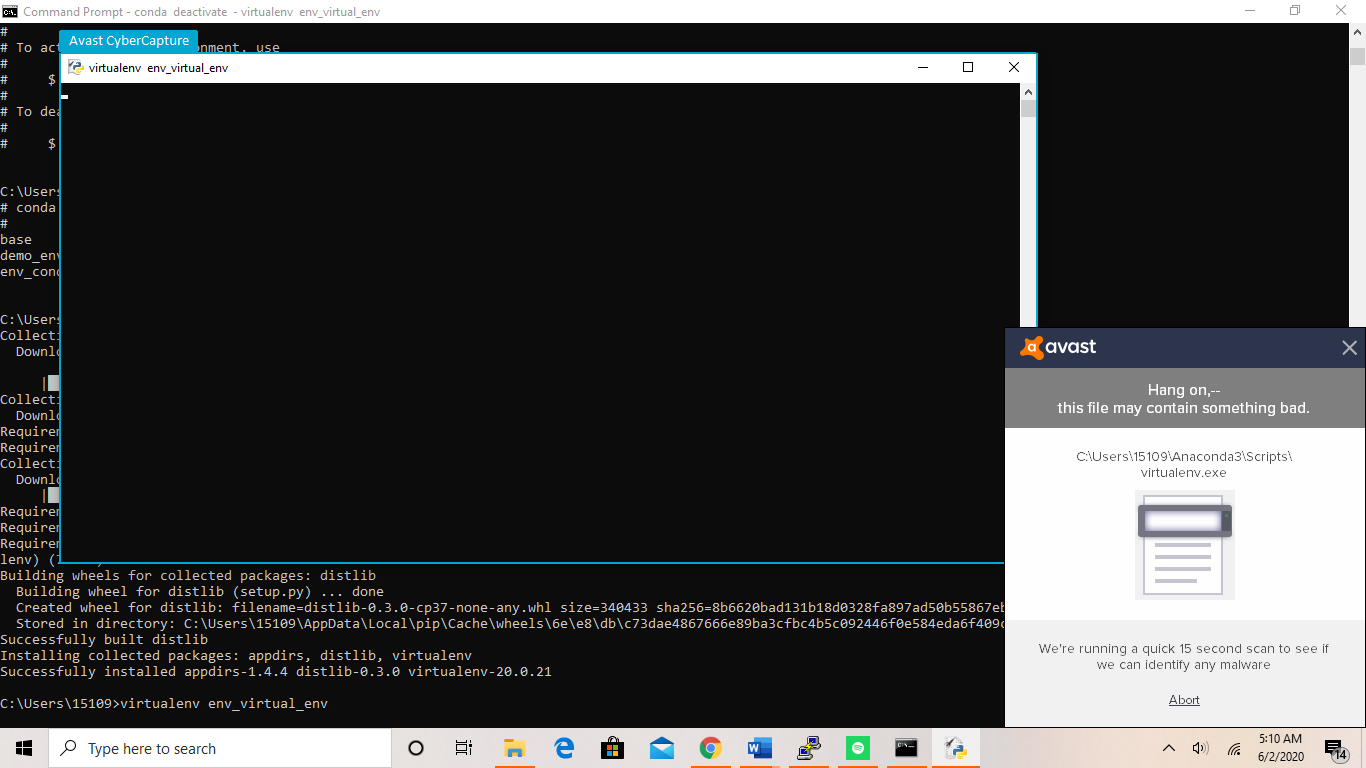 Command Prompt - conda  deactivate  - virtualenv  env_virtual_env
#
# To act
onment, use
#
#     $
#
# To dea
#
#     $
C:\Users
# conda
#
base
demo_env
env_cond
C:\Users
Collecti
  Downlo
Collecti
  Downlo
Requirem
Requirem
Collecti
  Downlo
Requirem
Requirem
Requirem
lenv) (
Building wheels for collected packages: distlib
  Building wheel for distlib (setup.py) ... done
  Created wheel for distlib: filename=distlib-0.3.0-cp37-none-any.whl size=340433 sha256=8b6620bad131b18d0328fa897ad50b55867eb
  Stored in directory: C:\Users\15109\AppData\Local\pip\Cache\wheels\6e\e8\db\c73dae4867666e89ba3cfbc4b5c092446f0e584eda6f409c
Successfully built distlib
Installing collected packages: appdirs, distlib, virtualenv
Successfully installed appdirs-1.4.4 distlib-0.3.0 virtualenv-20.0.21
C:\Users\15109>virtualenv env_virtual_env
Avast CyberCapture
virtualenv  env_virtual_env
avast
Hang on,--
this file may contain something bad.
C:\Users\15109\Anaconda3\Scripts\
virtualenv.exe
We're running a quick 15 second scan to see if
we can identify any malware
Abort
Type here to search
5:10 AM
6/2/2020
14